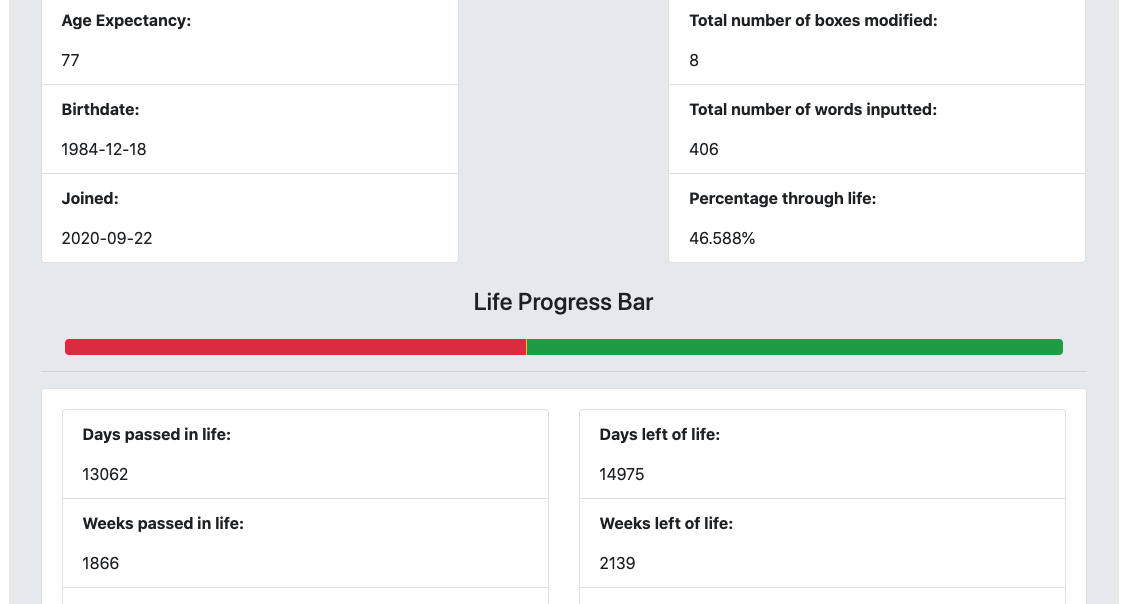 Age Expectancy:
77
Birthdate:
1984-12-18
Joined:
2020-09-22
Total number of boxes modified:
8
Total number of words inputted:
406
Percentage through life:
46.588%
Life Progress Bar
Days passed in life:
13062
Weeks passed in life:
1866
Days left of life:
14975
Weeks left of life:
2139